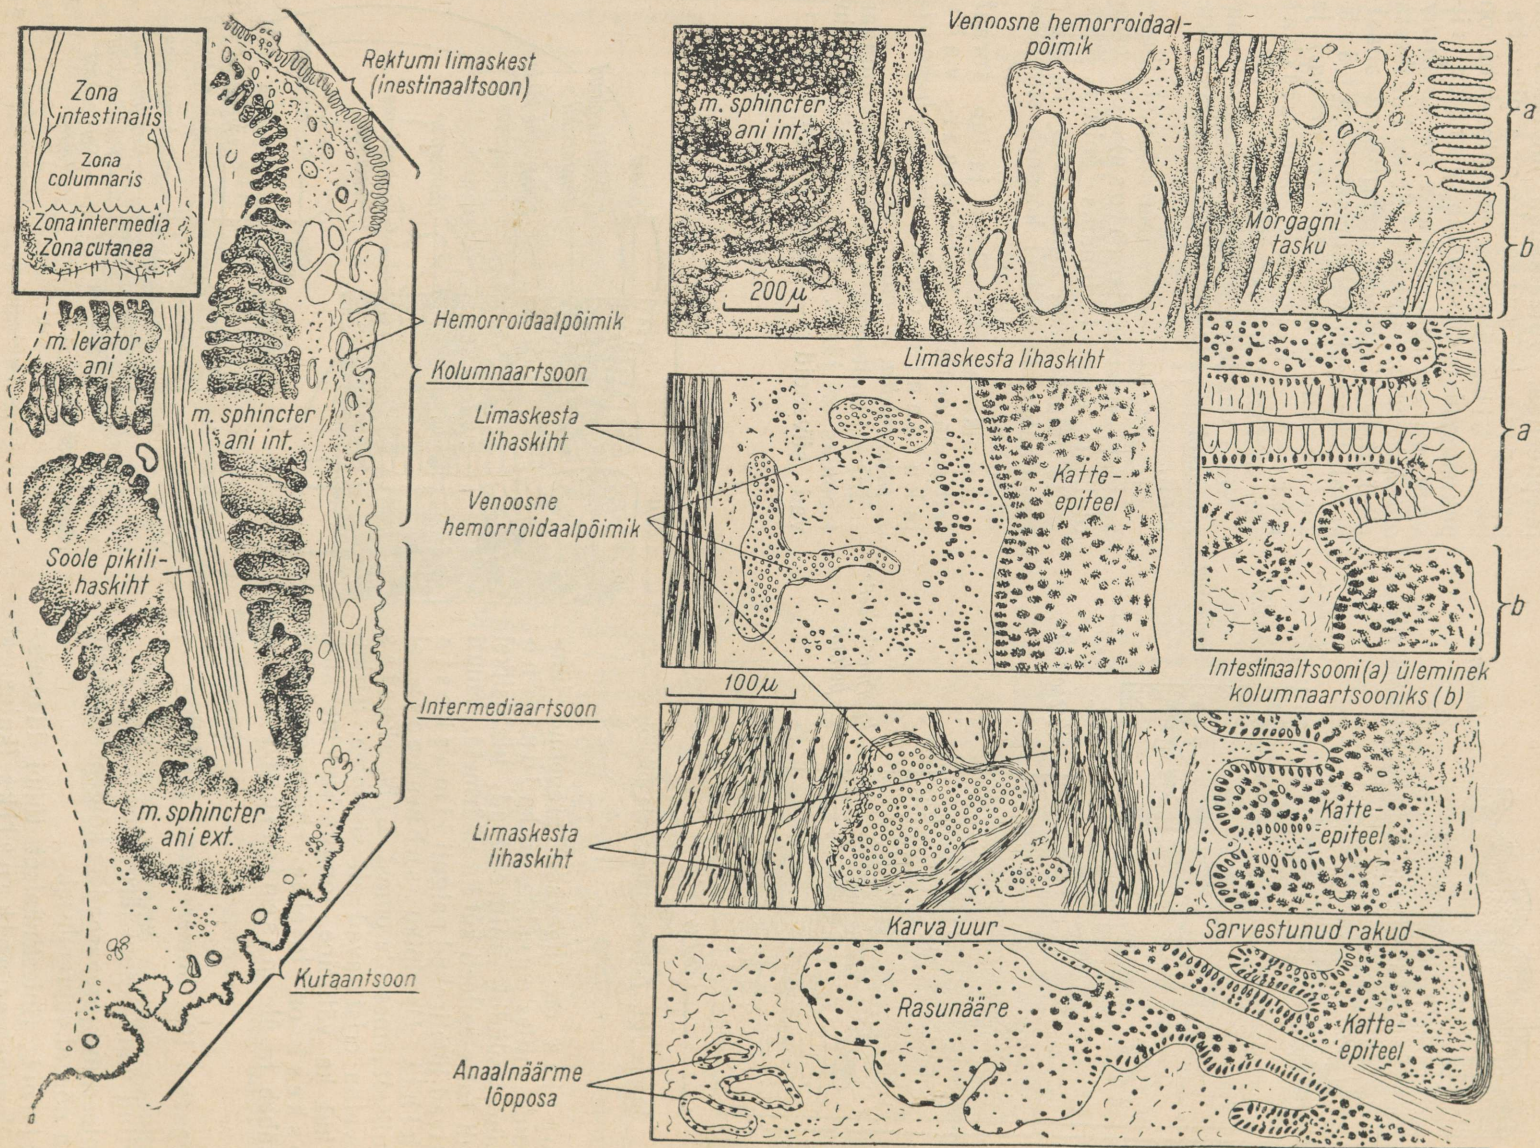 Zona
intestinalis
Zona
columnaris
Zona intermedia
Zona cutanea
Rektumi limaskest
(inestinaaltsoon)
Hemorroidaalpõimik
Kolumnaartsoon
m. levator
ani
m. sphincter
ani int.
Limaskesta
lihaskiht
Venoosne
hemorroidaalpõimik
Soole pikili-
haskiht
Intermediaartsoon
m. sphincter
ani ext.
Limaskesta
lihaskiht
Kutaantsoon
Anaalnäärme
lõpposa
Venoosne hemorroidaal-
põimik
m. sphincter
ani int.
200 µ
Morgagni
tasku
a
b
Limaskesta lihaskiht
Katte-
epiteel
100 µ
a
b
Intestinaaltsooni (a) üleminek
kolumnaartsooniks (b)
Katte-
epiteel
Karvajuur
Sarvestunud rakud
Rasunääre
Katte-
epiteel